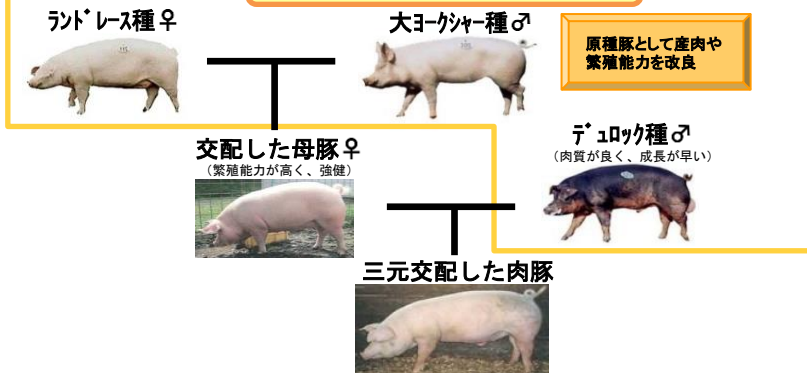 ランドレース種♀
大ヨークシャー種♂
原種豚として産肉や
繁殖能力を改良
交配した母豚♀
（繁殖能力が高く、強健）
デュロック種♂
（肉質が良く、成長が早い）
三元交配した肉豚